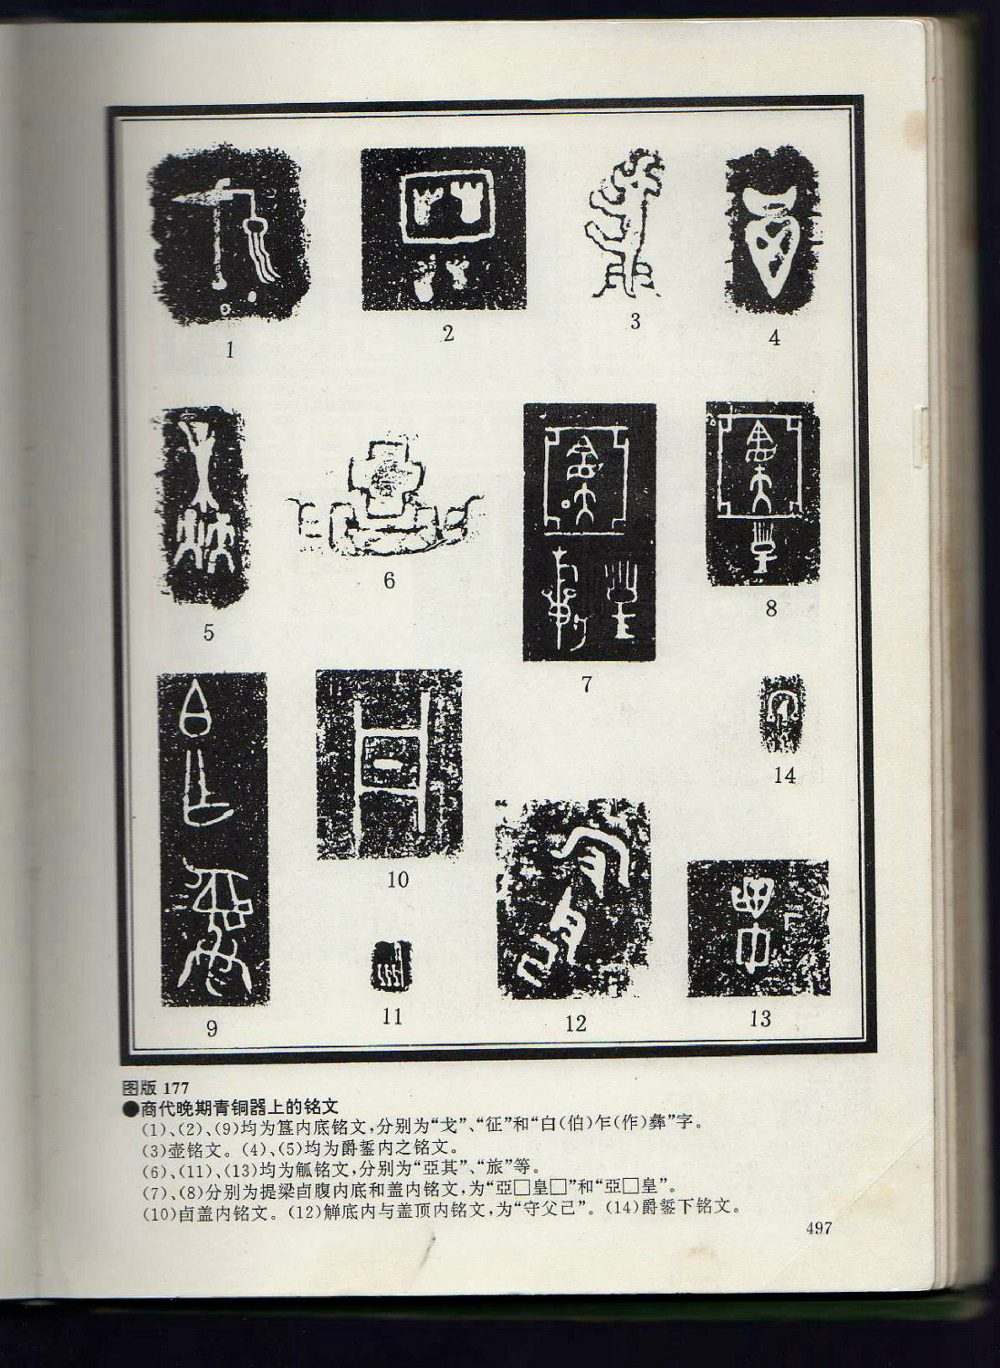 1
2
3
4
5
6
7
8
9
10
11
12
13
14
图版 177
●商代晚期青铜器上的铭文
(1)、(2)、(9)均为簋内底铭文,分别为“戈”、“征”和“白(伯)乍(作)彝”字。
(3)壶铭文。(4)、(5)均为爵鋬内之铭文。
(6)、(11)、(13)均为觚铭文,分别为“亞其”、“旅”等。
(7)、(8)分别为提梁卣腹内底和盖内铭文,为“亞□皇□”和“亞□皇”。
(10)卣盖内铭文。(12)觯底内与盖顶内铭文,为“守父己”。(14)爵鋬下铭文。
497